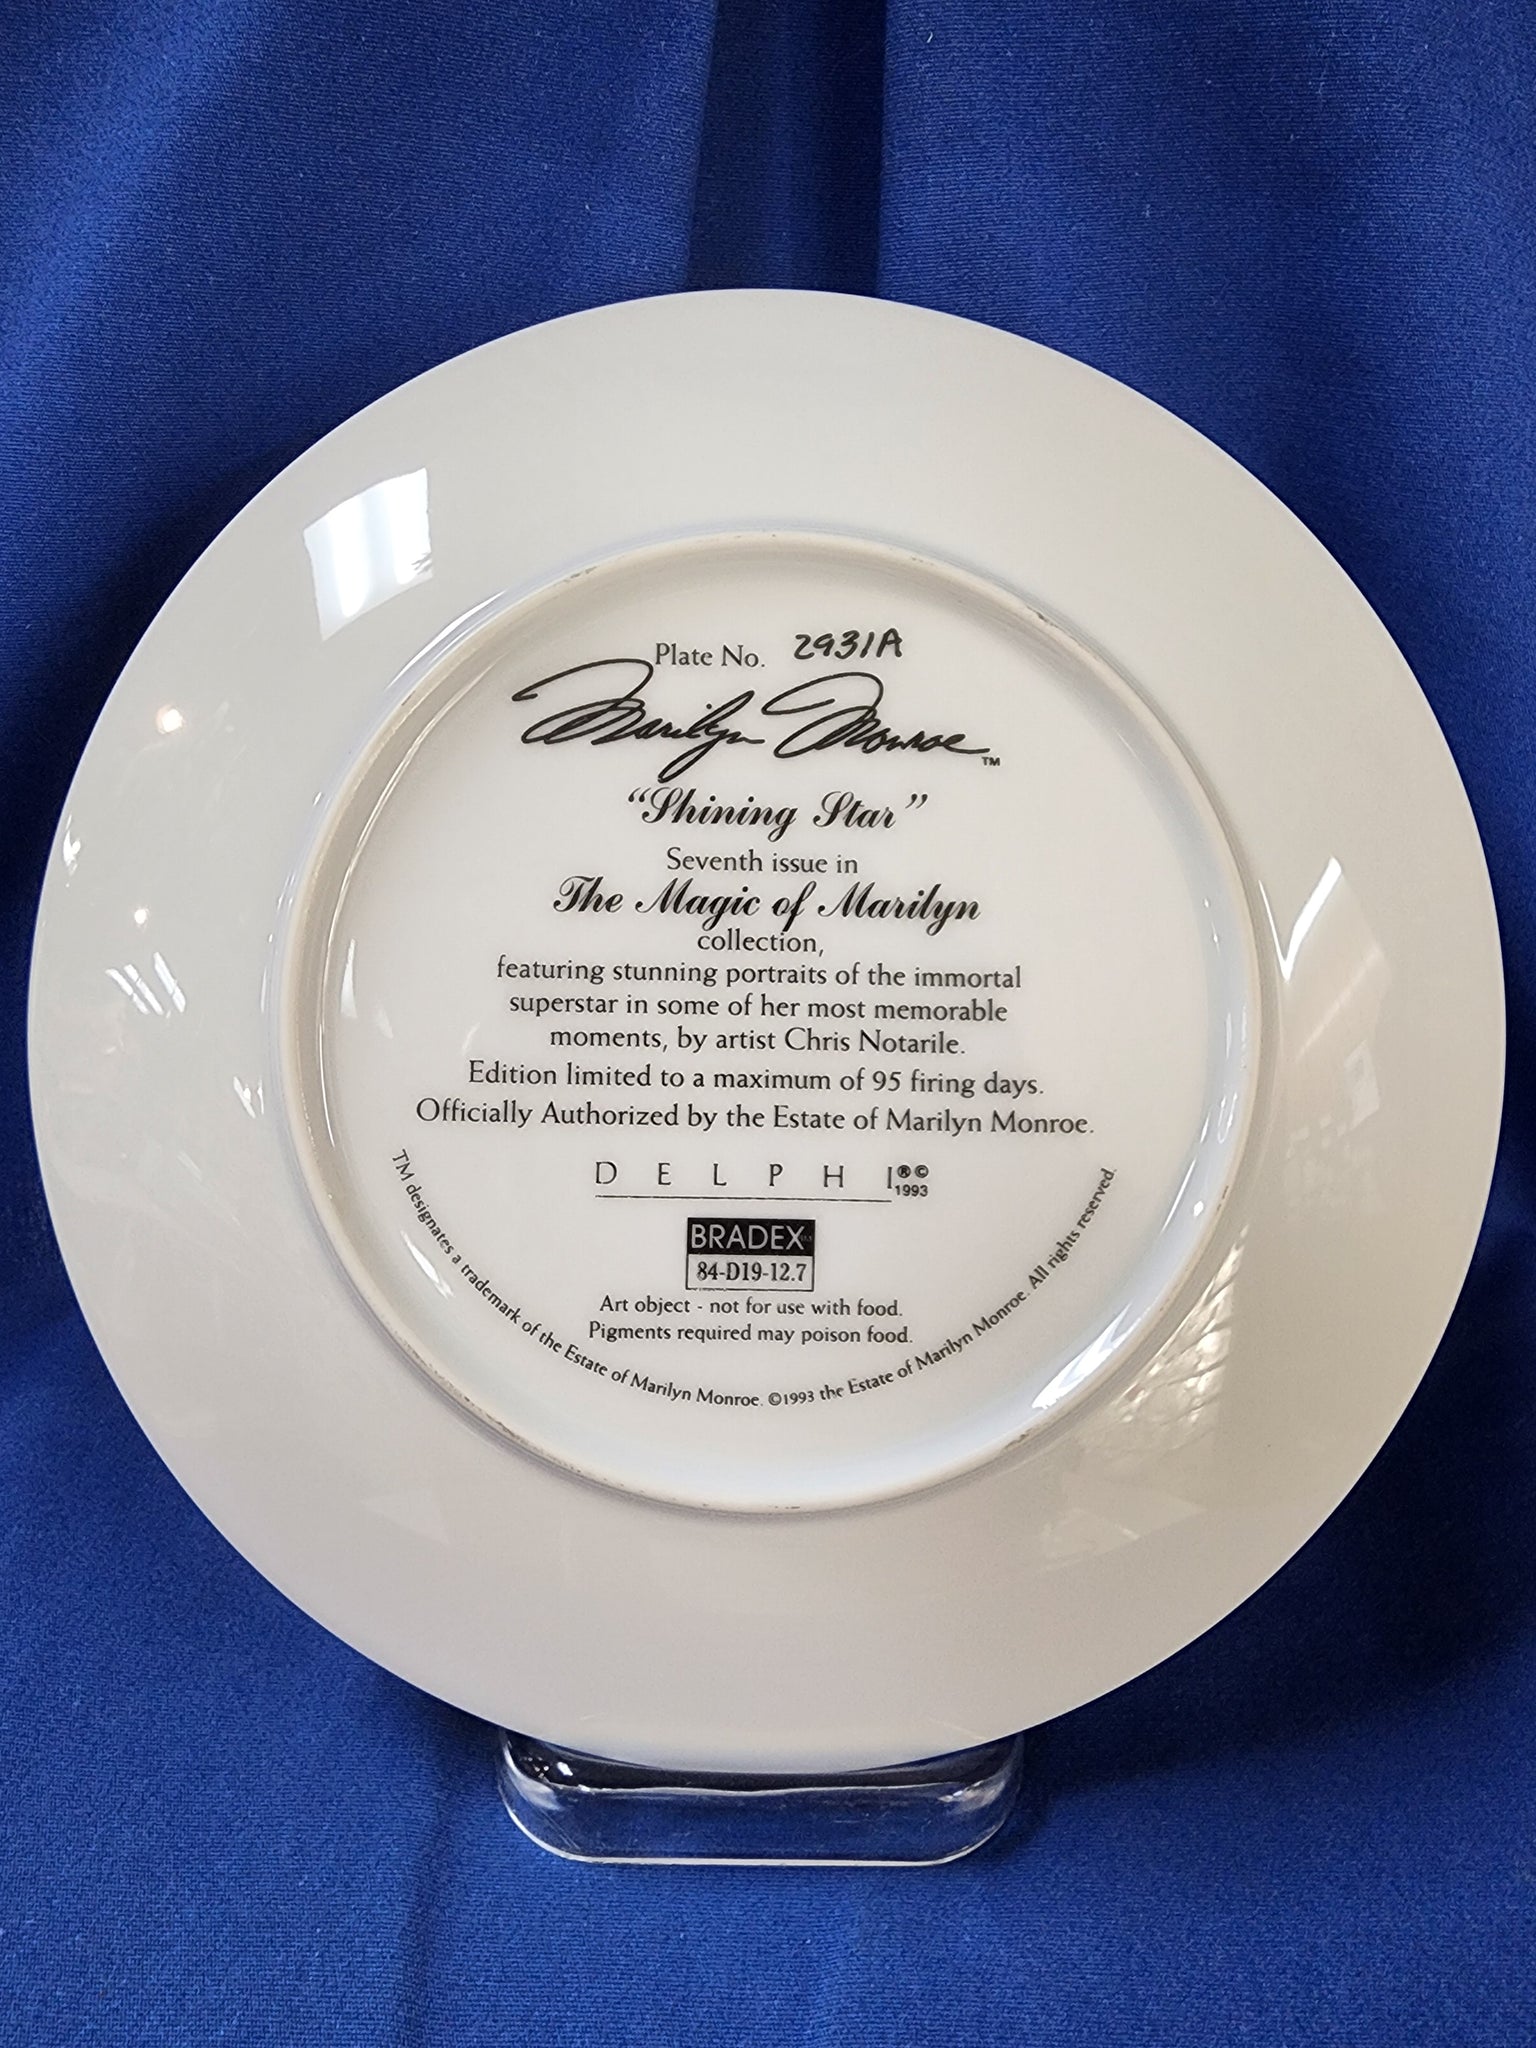 Plate No. 2931A
Marilyn Monroe™
“Shining Star”
Seventh issue in
The Magic of Marilyn
collection,
featuring stunning portraits of the immortal
superstar in some of her most memorable
moments, by artist Chris Notarile.
Edition limited to a maximum of 95 firing days.
Officially Authorized by the Estate of Marilyn Monroe.
DELPHI ®© 1993
BRADEX
84-D19-12.7
Art object - not for use with food.
Pigments required may poison food.
TM designates a trademark of the Estate of Marilyn Monroe. ©1993 the Estate of Marilyn Monroe. All rights reserved.